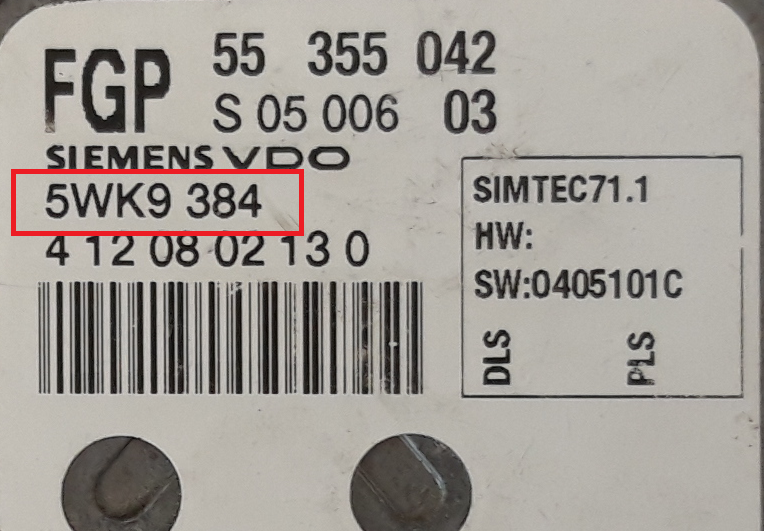 FGP 55 355 042
S 05 006 03
SIEMENS VDO
5WK9 384
4 12 08 02 13 0
SIMTEC71.1
HW:
SW:0405101C
DLS PLS